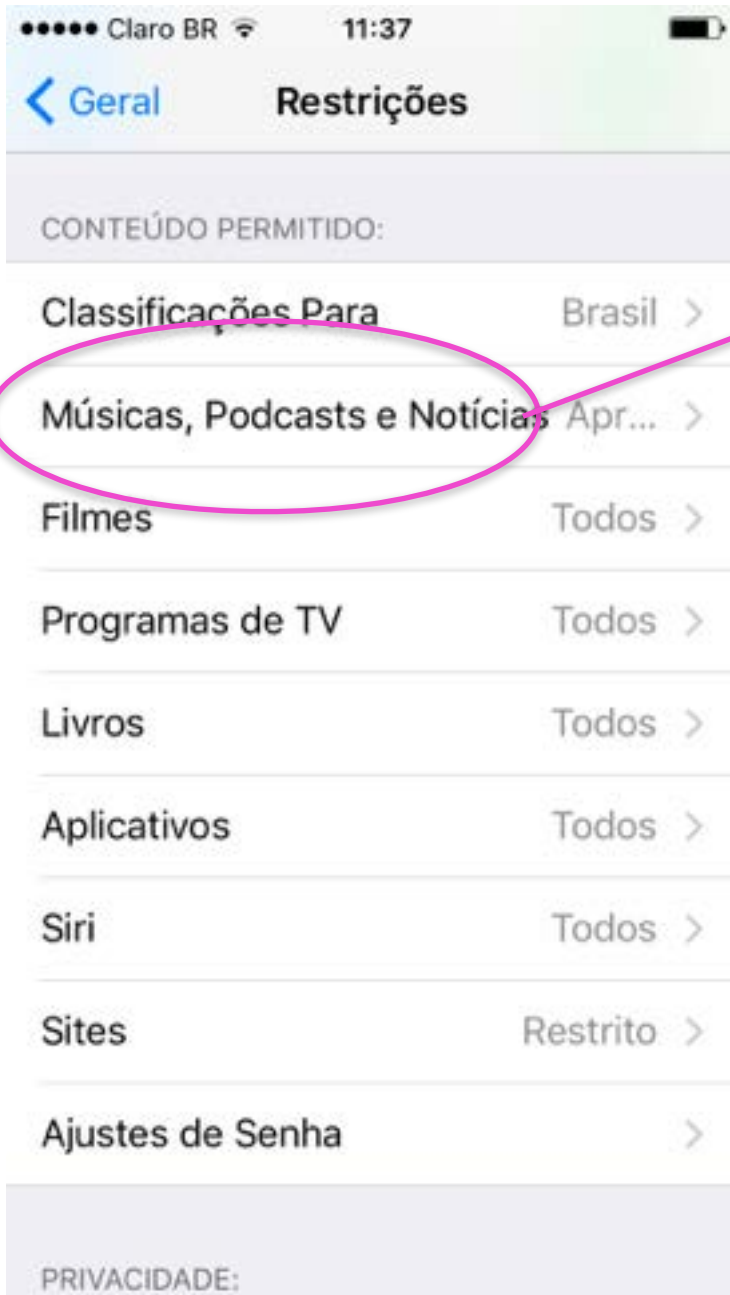 Claro BR 11:37
Geral Restrições
CONTEÚDO PERMITIDO:
Classificações Para Brasil
Músicas, Podcasts e Notícias Apr...
Filmes Todos
Programas de TV Todos
Livros Todos
Aplicativos Todos
Siri Todos
Sites Restrito
Ajustes de Senha
PRIVACIDADE: